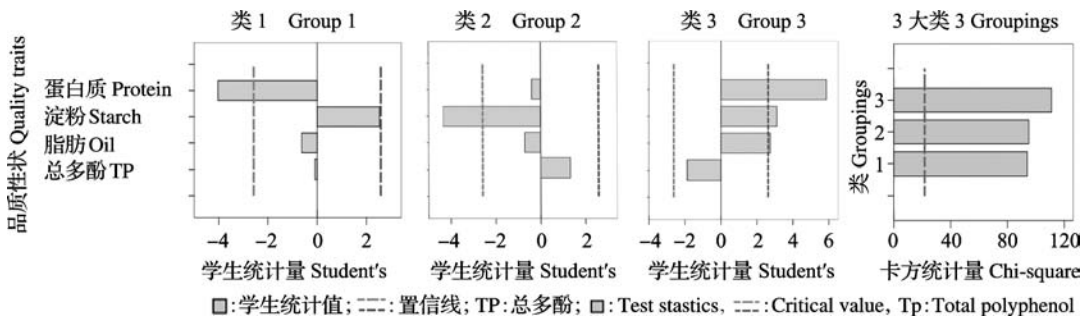 类 1 Group 1
类 2 Group 2
类 3 Group 3
3 大类 3 Groupings
品质性状 Quality traits
蛋白质 Protein
淀粉 Starch
脂肪 Oil
总多酚 TP
类 Groupings
3
2
1
-4 -2 0 2
-4 -2 0 2
-2 0 2 4 6
0 40 80 120
学生统计量 Student's
学生统计量 Student's
学生统计量 Student's
卡方统计量 Chi-square
:学生统计值; :置信线; TP:总多酚; :Test stastics, :Critical value, Tp:Total polyphenol